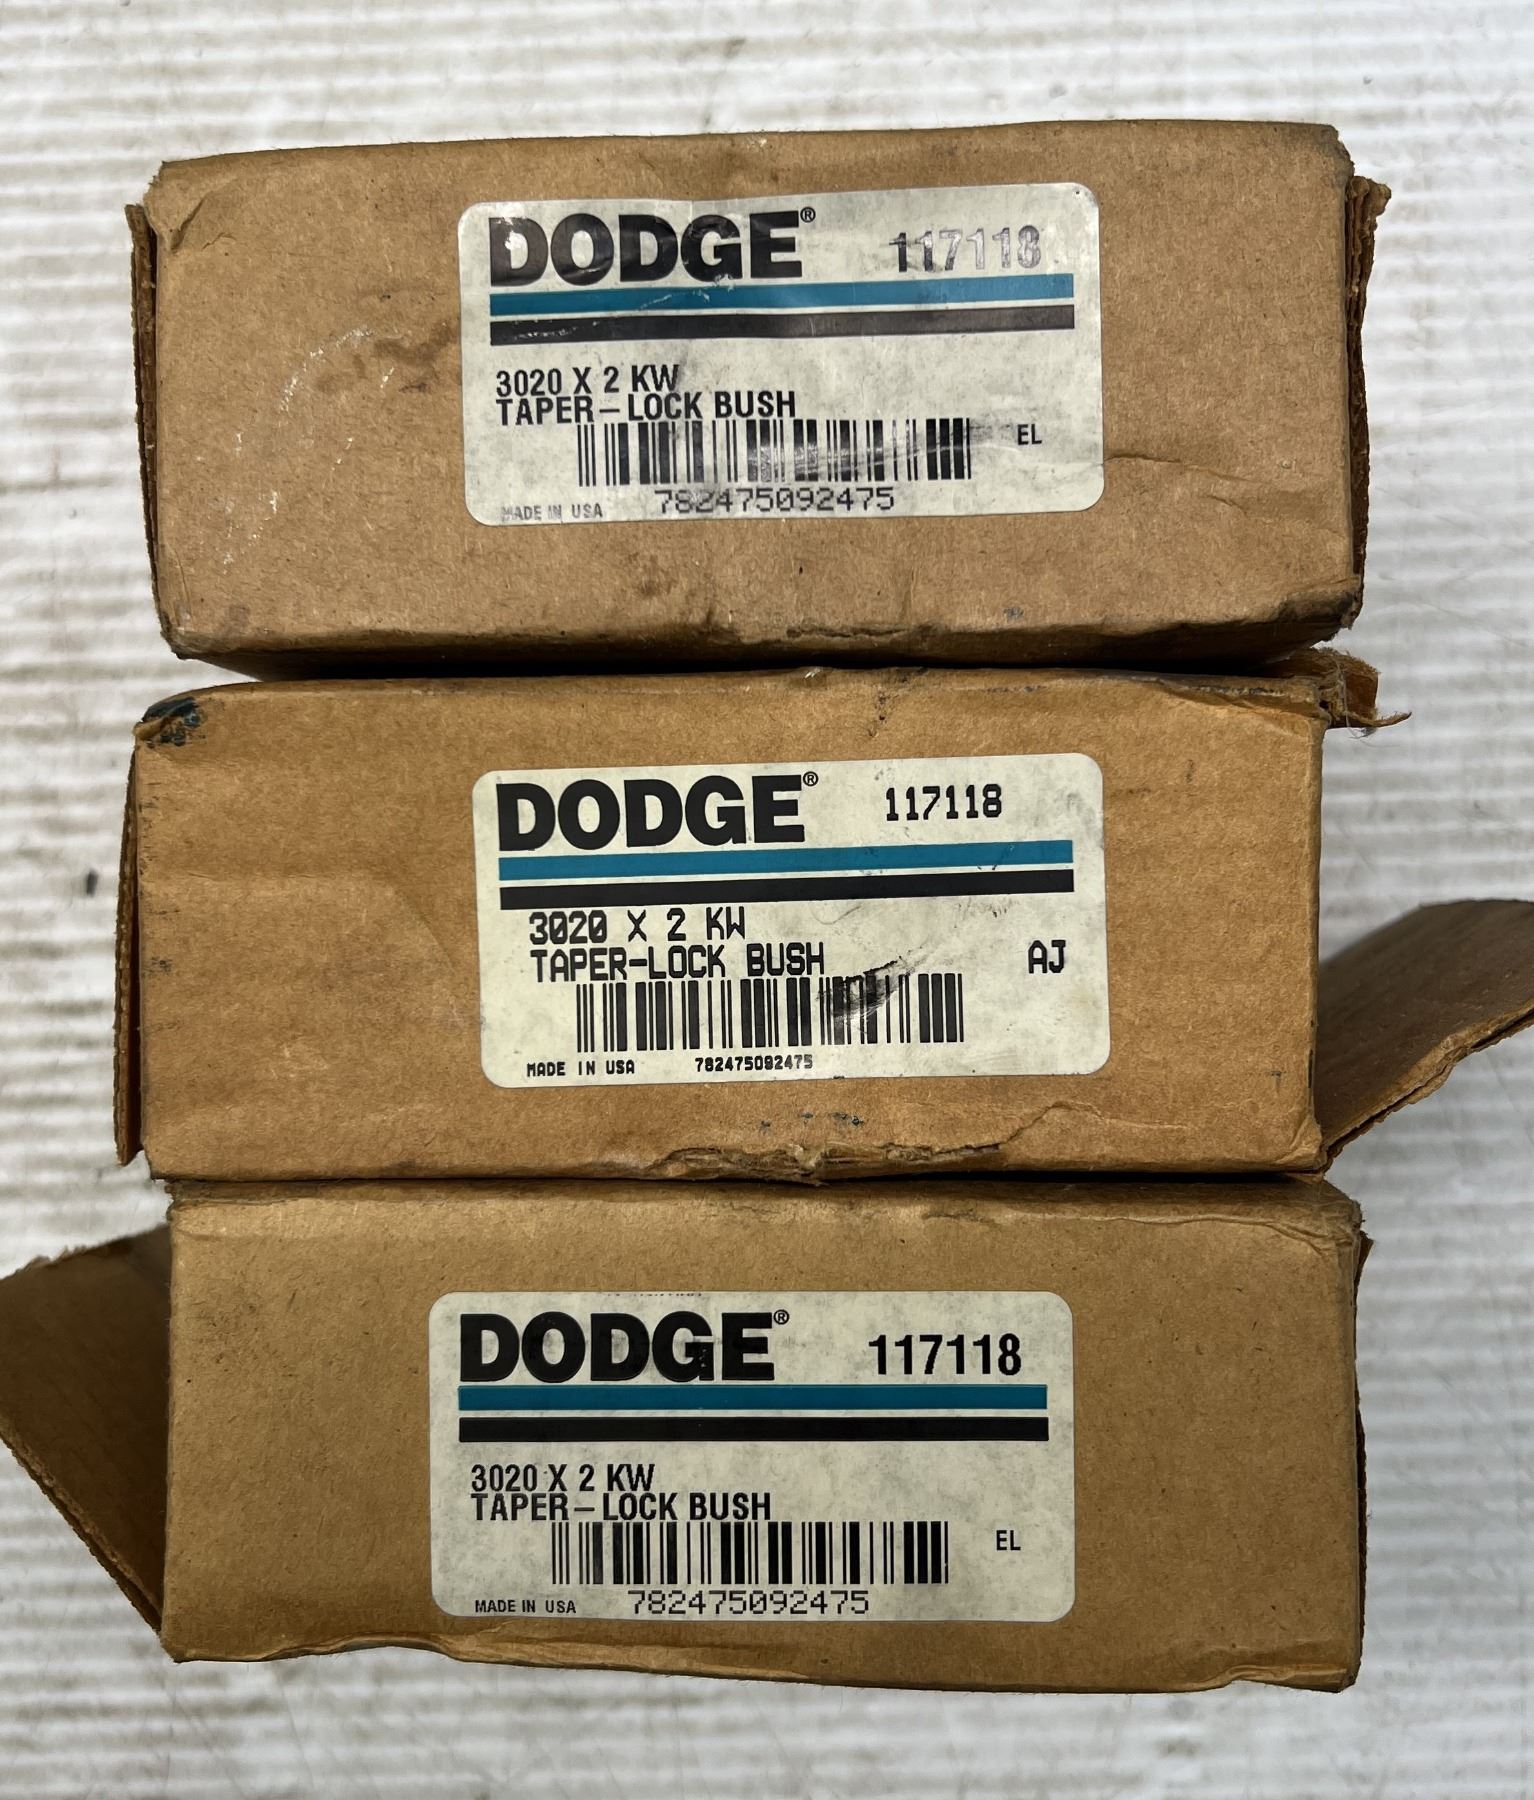 DODGE® 117118
3020 X 2 KW
TAPER-LOCK BUSH
EL
782475092475
MADE IN USA
DODGE® 117118
3020 X 2 KW
TAPER-LOCK BUSH AJ
MADE IN USA 782475092475
DODGE® 117118
3020 X 2 KW
TAPER-LOCK BUSH
EL
MADE IN USA 782475092475